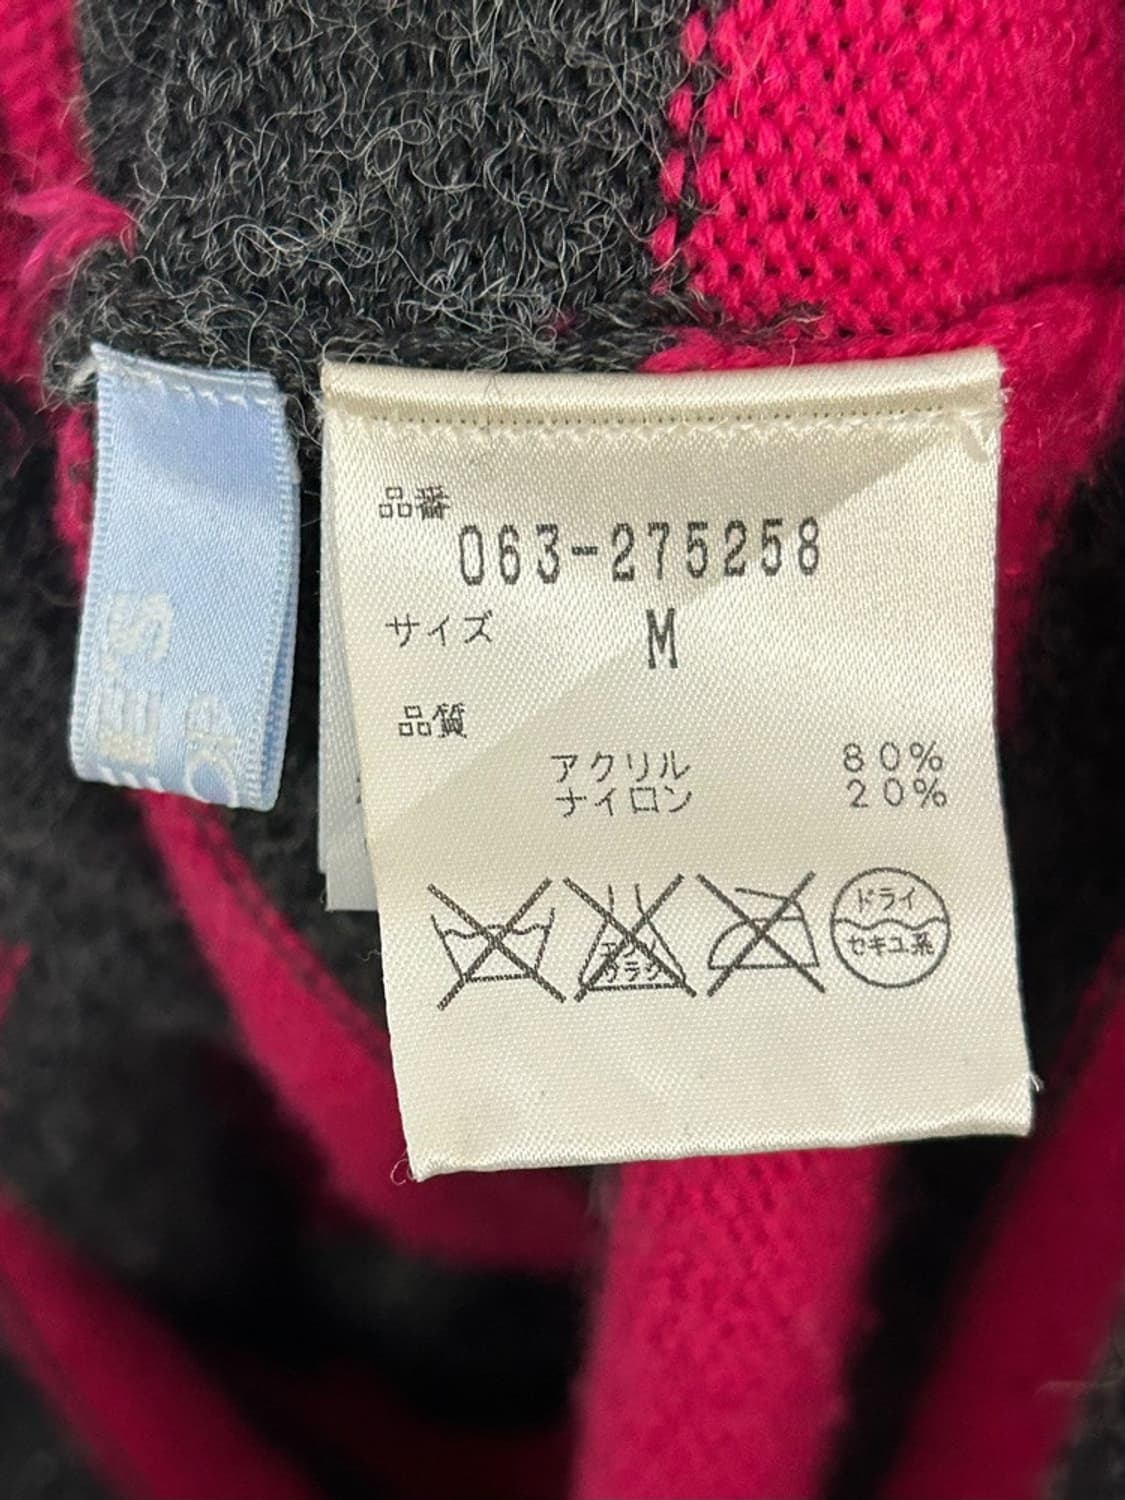 品番
063-275258
サイズ M
品質
アクリル 80%
ナイロン 20%
エンソ
サラシ
ドライ
セキユ系